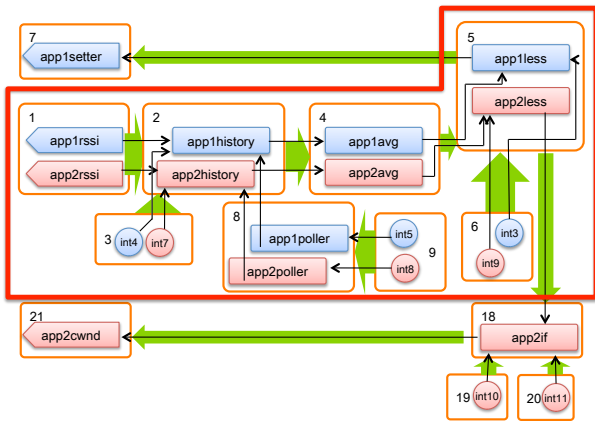 7
app1setter
5
app1less
app2less
1
app1rssi
app2rssi
2
app1history
app2history
4
app1avg
app2avg
3
int4
int7
8
app1poller
app2poller
int5
int8
9
6
int9
int3
21
app2cwnd
18
app2if
19
int10
20
int11